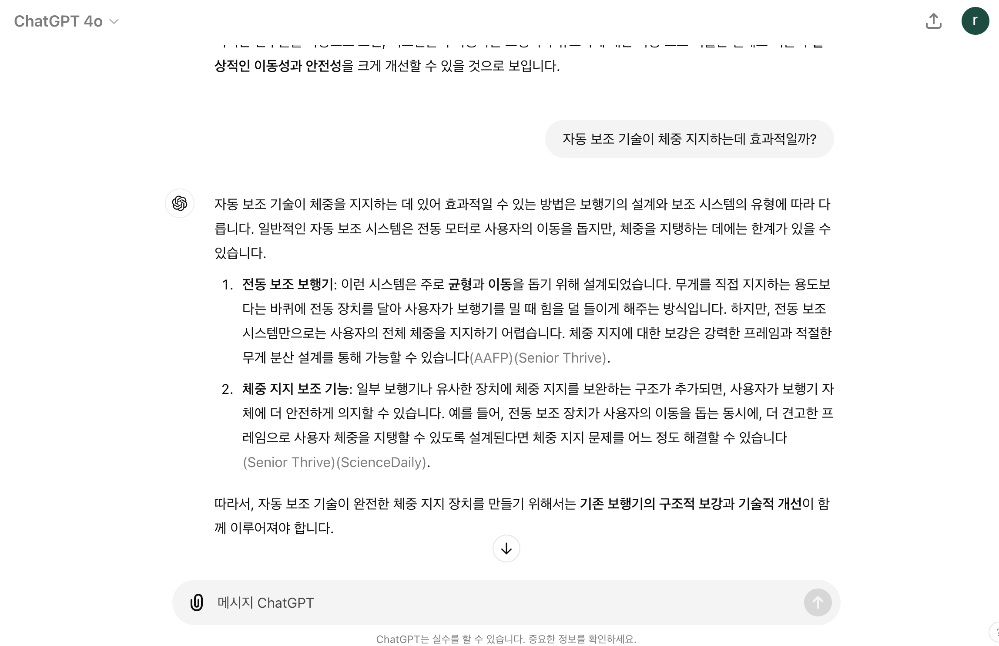 ChatGPT 4o
r
상적인 이동성과 안전성을 크게 개선할 수 있을 것으로 보입니다.
자동 보조 기술이 체중 지지하는데 효과적일까?
자동 보조 기술이 체중을 지지하는 데 있어 효과적일 수 있는 방법은 보행기의 설계와 보조 시스템의 유형에 따라 다
릅니다. 일반적인 자동 보조 시스템은 전동 모터로 사용자의 이동을 돕지만, 체중을 지탱하는 데에는 한계가 있을 수
있습니다.
1. 전동 보조 보행기: 이런 시스템은 주로 균형과 이동을 돕기 위해 설계되었습니다. 무게를 직접 지지하는 용도보
다는 바퀴에 전동 장치를 달아 사용자가 보행기를 밀 때 힘을 덜 들이게 해주는 방식입니다. 하지만, 전동 보조
시스템만으로는 사용자의 전체 체중을 지지하기 어렵습니다. 체중 지지에 대한 보강은 강력한 프레임과 적절한
무게 분산 설계를 통해 가능할 수 있습니다(AAFP)(Senior Thrive).
2. 체중 지지 보조 기능: 일부 보행기나 유사한 장치에 체중 지지를 보완하는 구조가 추가되면, 사용자가 보행기 자
체에 더 안전하게 의지할 수 있습니다. 예를 들어, 전동 보조 장치가 사용자의 이동을 돕는 동시에, 더 견고한 프
레임으로 사용자 체중을 지탱할 수 있도록 설계된다면 체중 지지 문제를 어느 정도 해결할 수 있습니다
(Senior Thrive)(ScienceDaily).
따라서, 자동 보조 기술이 완전한 체중 지지 장치를 만들기 위해서는 기존 보행기의 구조적 보강과 기술적 개선이 함
께 이루어져야 합니다.
메시지 ChatGPT
ChatGPT는 실수를 할 수 있습니다. 중요한 정보를 확인하세요.